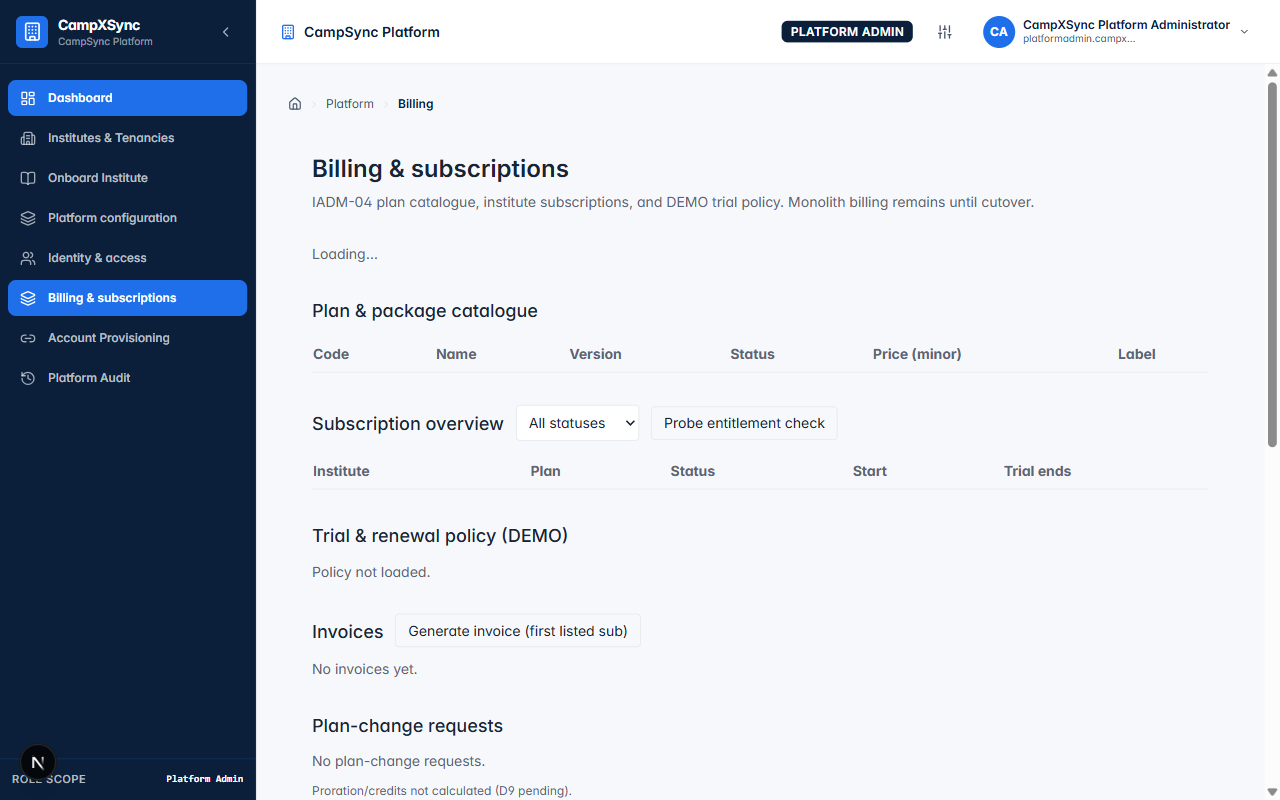 CampXSync
CampSync Platform
Dashboard
Institutes & Tenancies
Onboard Institute
Platform configuration
Identity & access
Billing & subscriptions
Account Provisioning
Platform Audit
N
ROLE SCOPE
Platform Admin
CampSync Platform
PLATFORM ADMIN
CA
CampXSync Platform Administrator
platformadmin.campx...
Platform
Billing
Billing & subscriptions
IADM-04 plan catalogue, institute subscriptions, and DEMO trial policy. Monolith billing remains until cutover.
Loading...
Plan & package catalogue
Code Name Version Status Price (minor) Label
Subscription overview All statuses Probe entitlement check
Institute Plan Status Start Trial ends
Trial & renewal policy (DEMO)
Policy not loaded.
Invoices Generate invoice (first listed sub)
No invoices yet.
Plan-change requests
No plan-change requests.
Proration/credits not calculated (D9 pending).